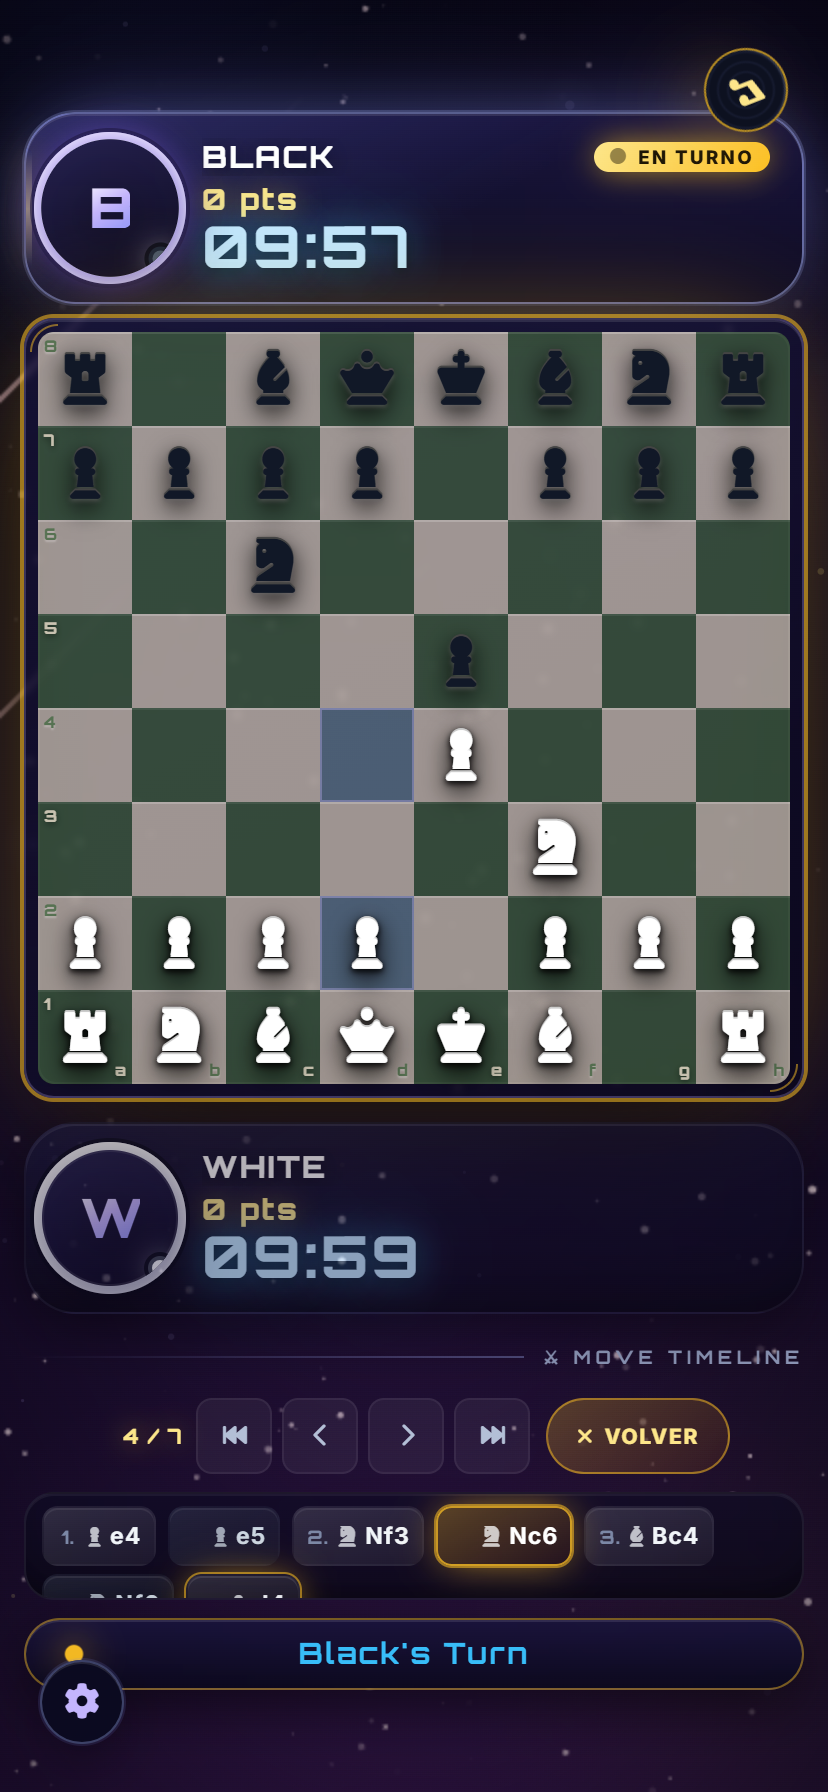 BLACK
EN TURNO
0 pts
09:57
B
8
7
6
5
4
3
2
1
a b c d e f g h
WHITE
0 pts
09:59
W
MOVE TIMELINE
4 / 7
× VOLVER
1. e4 e5 2. Nf3 Nc6 3. Bc4
Black's Turn